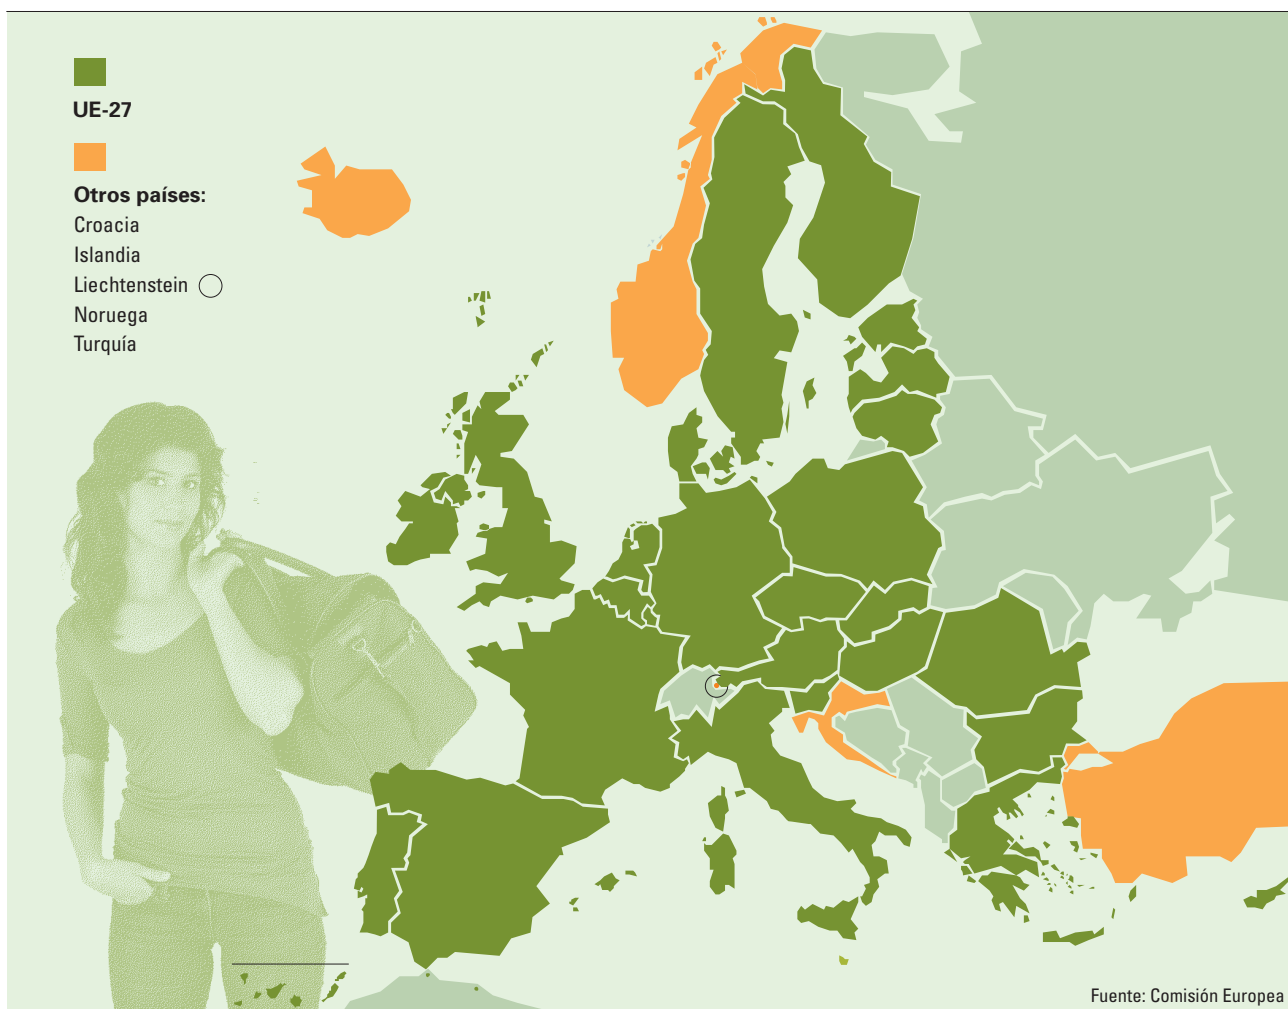 UE-27
Otros países:
Croacia
Islandia
Liechtenstein
Noruega
Turquía
Fuente: Comisión Europea